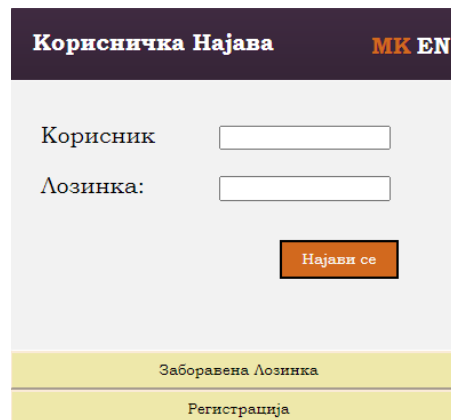 Корисничка Најава
MK EN
Корисник
Лозинка:
Најави се
Заборавена Лозинка
Регистрација